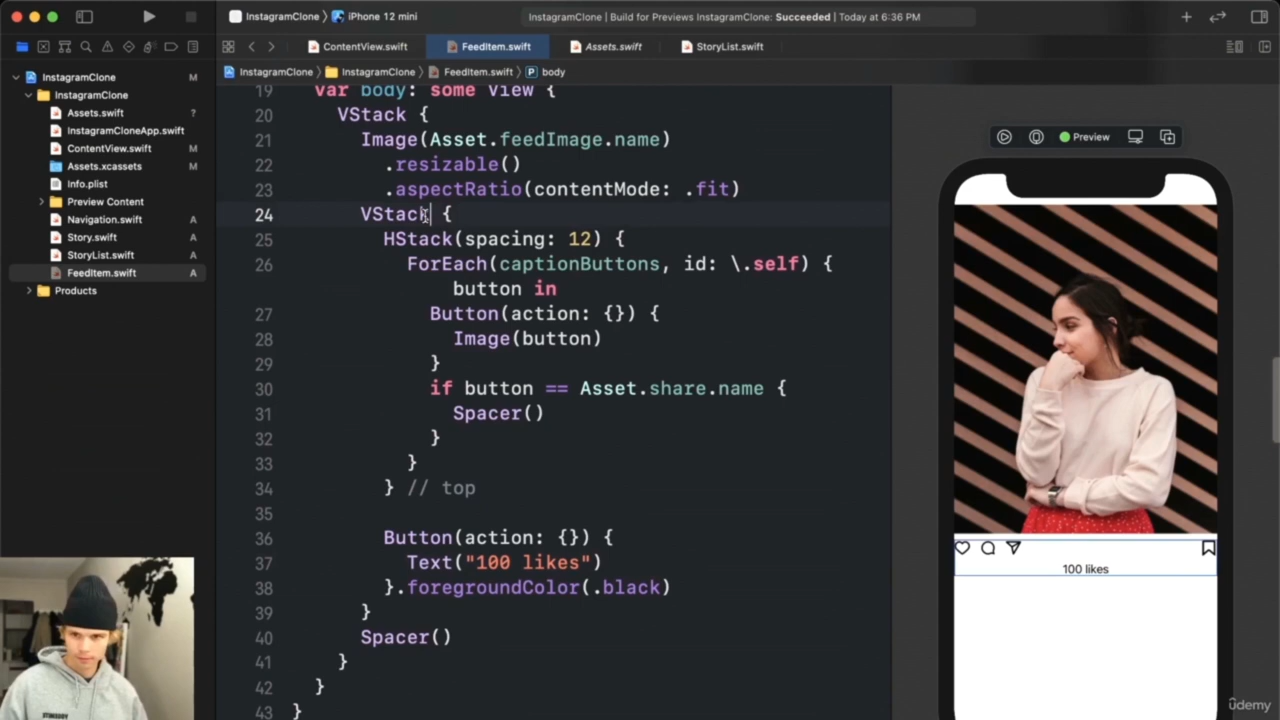 InstagramClone 〉 iPhone 12 mini
InstagramClone | Build for Previews InstagramClone: Succeeded | Today at 6:36 PM
ContentView.swift
FeedItem.swift
Assets.swift
StoryList.swift
InstagramClone 〉 InstagramClone 〉 FeedItem.swift 〉 P body
InstagramClone M
InstagramClone
Assets.swift ?
InstagramCloneApp.swift
ContentView.swift M
Assets.xcassets M
Info.plist
Preview Content
Navigation.swift A
Story.swift A
StoryList.swift A
FeedItem.swift A
Products
19 var body: some View {
20 VStack {
21 Image(Asset.feedImage.name)
22 .resizable()
23 .aspectRatio(contentMode: .fit)
24 VStack {
25 HStack(spacing: 12) {
26 ForEach(captionButtons, id: \.self) {
button in
27 Button(action: {}) {
28 Image(button)
29 }
30 if button == Asset.share.name {
31 Spacer()
32 }
33 }
34 } // top
35
36 Button(action: {}) {
37 Text("100 likes")
38 }.foregroundColor(.black)
39 }
40 Spacer()
41 }
42 }
43 }
Preview
100 likes
ûdemy